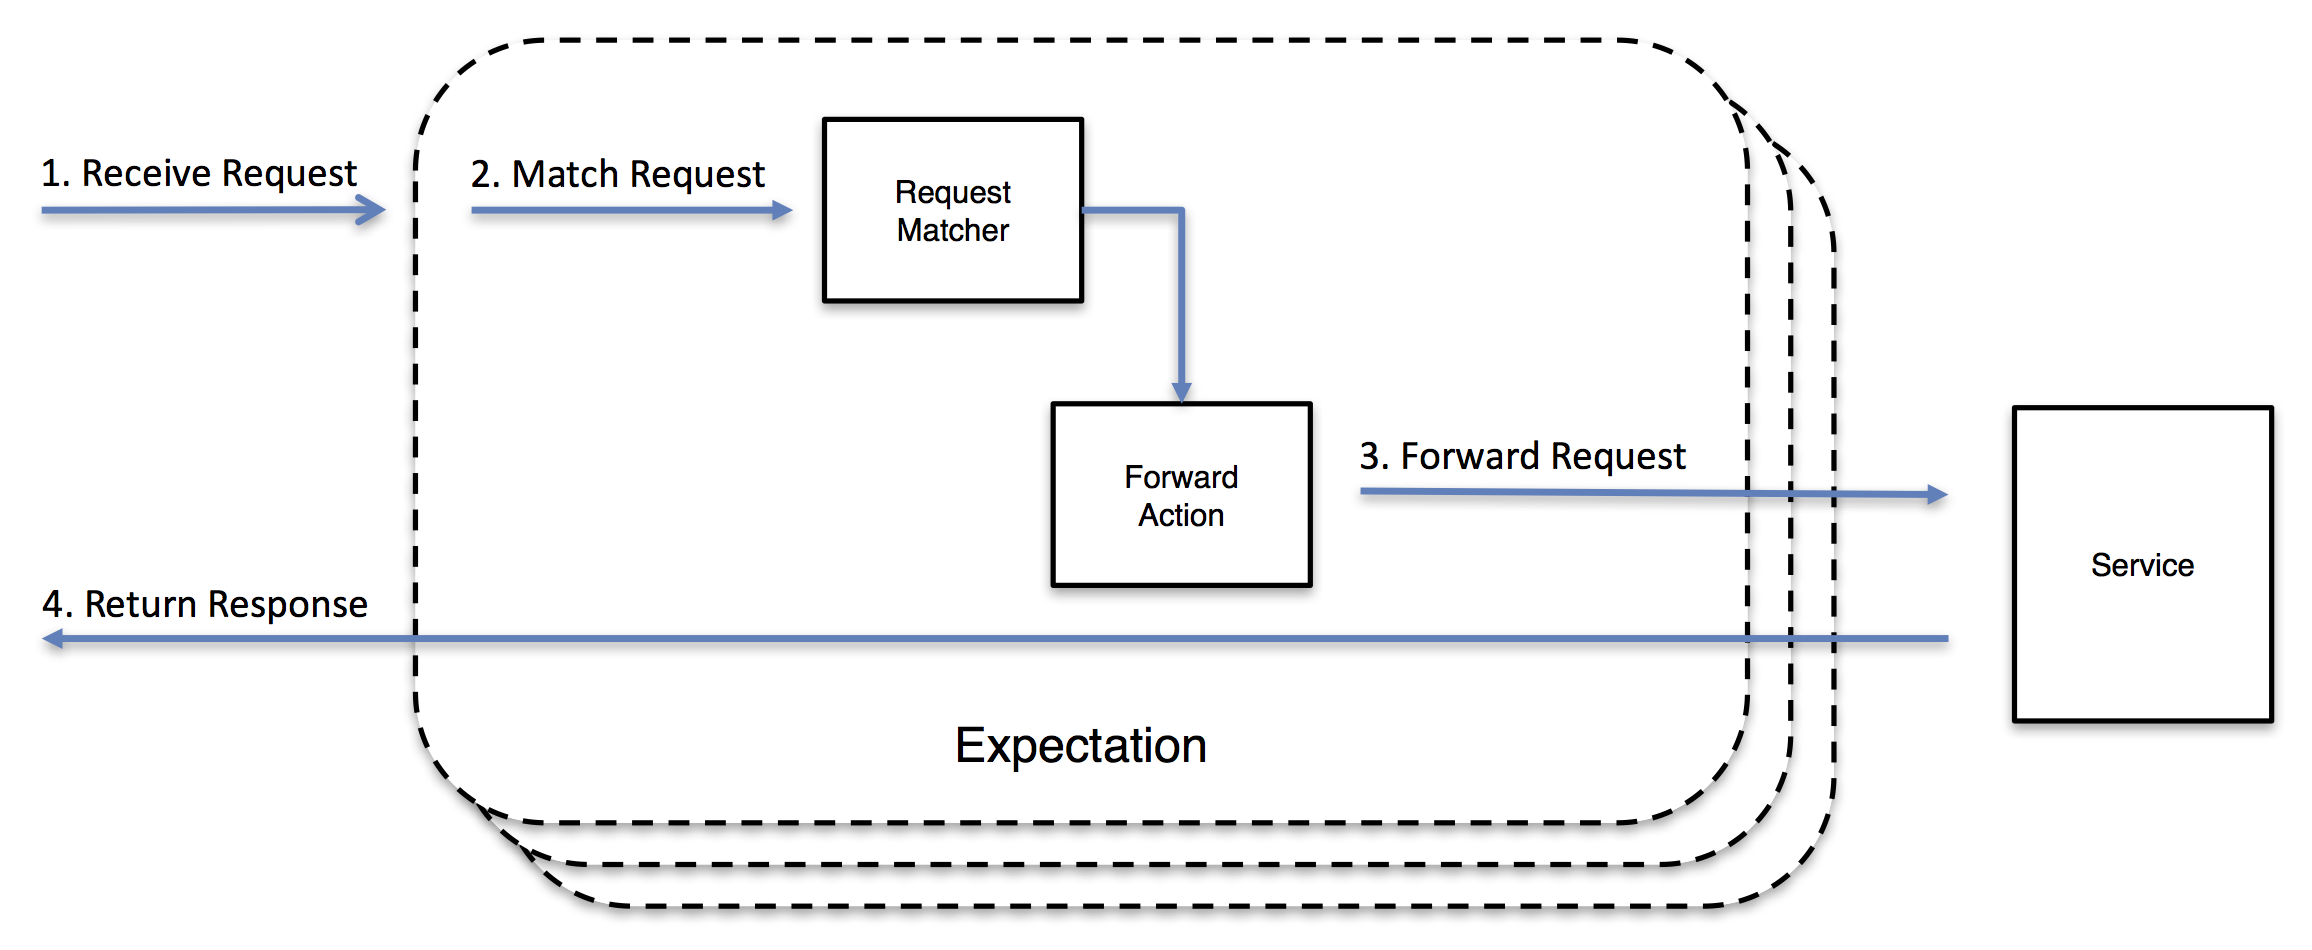 1. Receive Request
2. Match Request
Request
Matcher
Forward
Action
3. Forward Request
Service
4. Return Response
Expectation